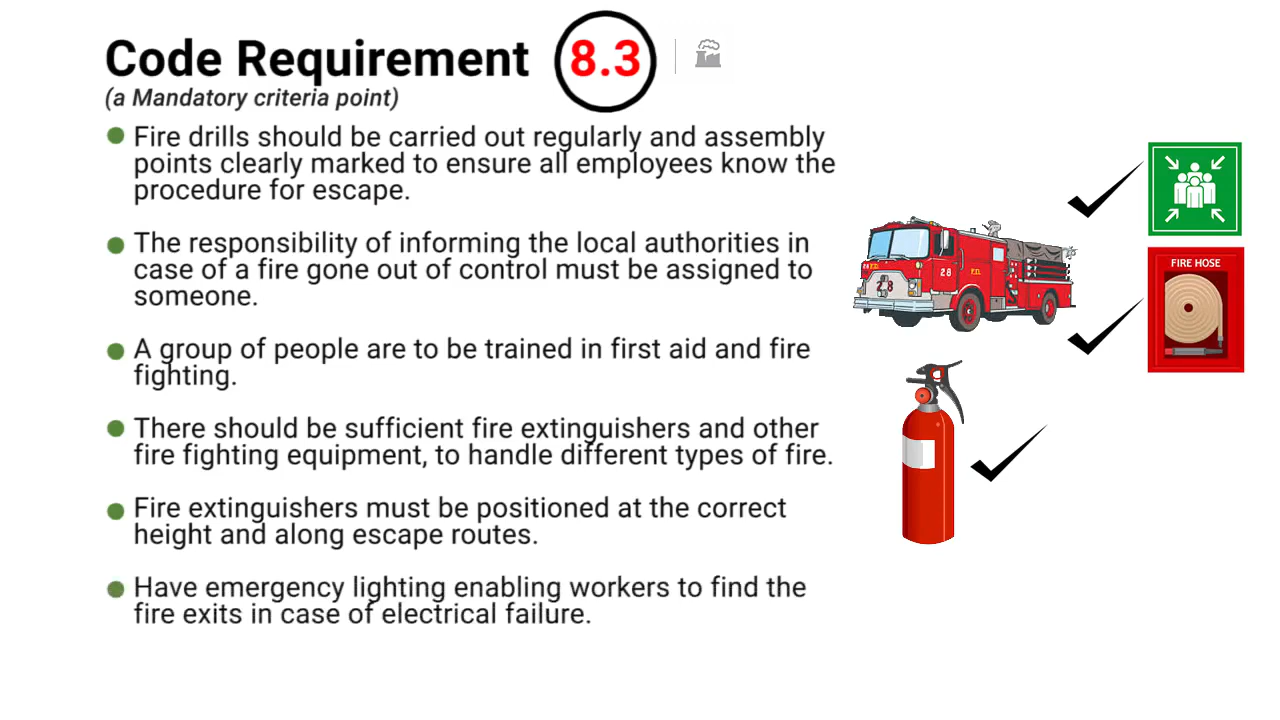 Code Requirement 8.3
(a Mandatory criteria point)
Fire drills should be carried out regularly and assembly
points clearly marked to ensure all employees know the
procedure for escape.
The responsibility of informing the local authorities in
case of a fire gone out of control must be assigned to
someone.
A group of people are to be trained in first aid and fire
fighting.
There should be sufficient fire extinguishers and other
fire fighting equipment, to handle different types of fire.
Fire extinguishers must be positioned at the correct
height and along escape routes.
Have emergency lighting enabling workers to find the
fire exits in case of electrical failure.
28 F.D.
28
FIRE HOSE